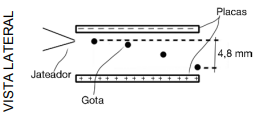 VISTA LATERAL
Placas
4,8 mm
Jateador
Gota